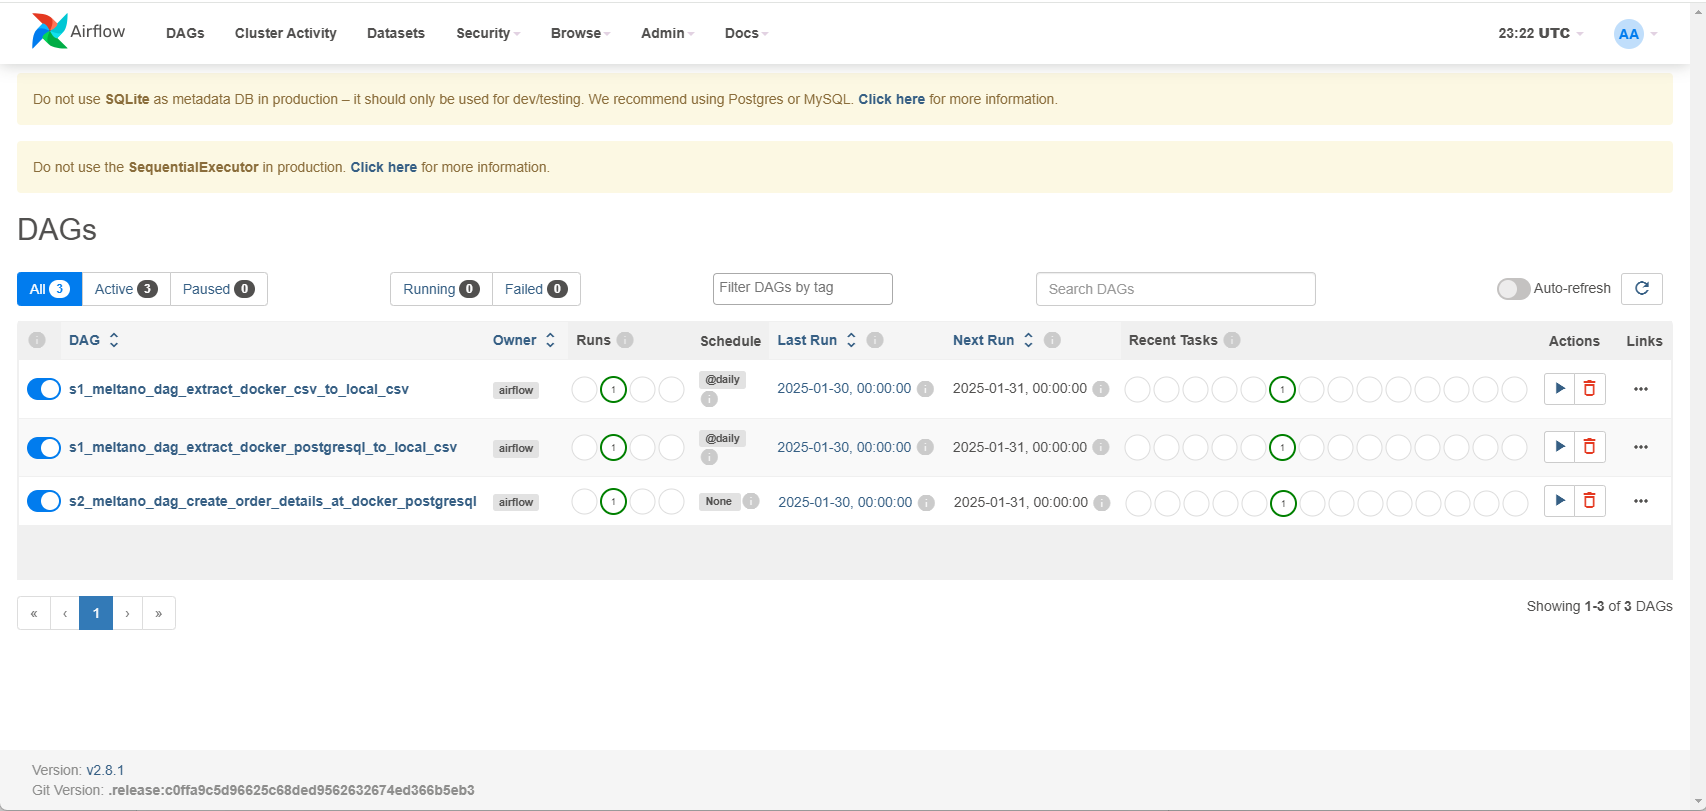 Airflow DAGs Cluster Activity Datasets Security Browse Admin Docs 23:22 UTC AA
Do not use SQLite as metadata DB in production – it should only be used for dev/testing. We recommend using Postgres or MySQL. Click here for more information.
Do not use the SequentialExecutor in production. Click here for more information.
DAGs
All 3 Active 3 Paused 0 Running 0 Failed 0 Filter DAGs by tag Search DAGs Auto-refresh
i DAG Owner Runs i Schedule Last Run i Next Run i Recent Tasks i Actions Links
s1_meltano_dag_extract_docker_csv_to_local_csv airflow 1 @daily i 2025-01-30, 00:00:00 i 2025-01-31, 00:00:00 i 1
s1_meltano_dag_extract_docker_postgresql_to_local_csv airflow 1 @daily i 2025-01-30, 00:00:00 i 2025-01-31, 00:00:00 i 1
s2_meltano_dag_create_order_details_at_docker_postgresql airflow 1 None i 2025-01-30, 00:00:00 i 2025-01-31, 00:00:00 i 1
« ‹ 1 › » Showing 1-3 of 3 DAGs
Version: v2.8.1
Git Version: .release:c0ffa9c5d96625c68ded9562632674ed366b5eb3